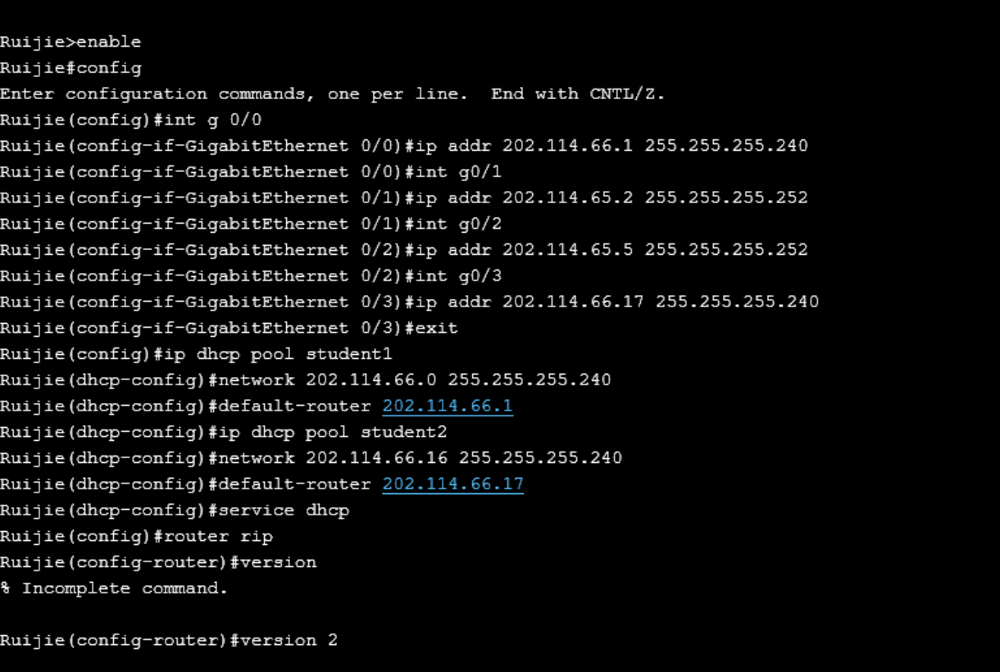 Ruijie>enable
Ruijie#config
Enter configuration commands, one per line.  End with CNTL/Z.
Ruijie(config)#int g 0/0
Ruijie(config-if-GigabitEthernet 0/0)#ip addr 202.114.66.1 255.255.255.240
Ruijie(config-if-GigabitEthernet 0/0)#int g0/1
Ruijie(config-if-GigabitEthernet 0/1)#ip addr 202.114.65.2 255.255.255.252
Ruijie(config-if-GigabitEthernet 0/1)#int g0/2
Ruijie(config-if-GigabitEthernet 0/2)#ip addr 202.114.65.5 255.255.255.252
Ruijie(config-if-GigabitEthernet 0/2)#int g0/3
Ruijie(config-if-GigabitEthernet 0/3)#ip addr 202.114.66.17 255.255.255.240
Ruijie(config-if-GigabitEthernet 0/3)#exit
Ruijie(config)#ip dhcp pool student1
Ruijie(dhcp-config)#network 202.114.66.0 255.255.255.240
Ruijie(dhcp-config)#default-router 202.114.66.1
Ruijie(dhcp-config)#ip dhcp pool student2
Ruijie(dhcp-config)#network 202.114.66.16 255.255.255.240
Ruijie(dhcp-config)#default-router 202.114.66.17
Ruijie(dhcp-config)#service dhcp
Ruijie(config)#router rip
Ruijie(config-router)#version
% Incomplete command.
Ruijie(config-router)#version 2